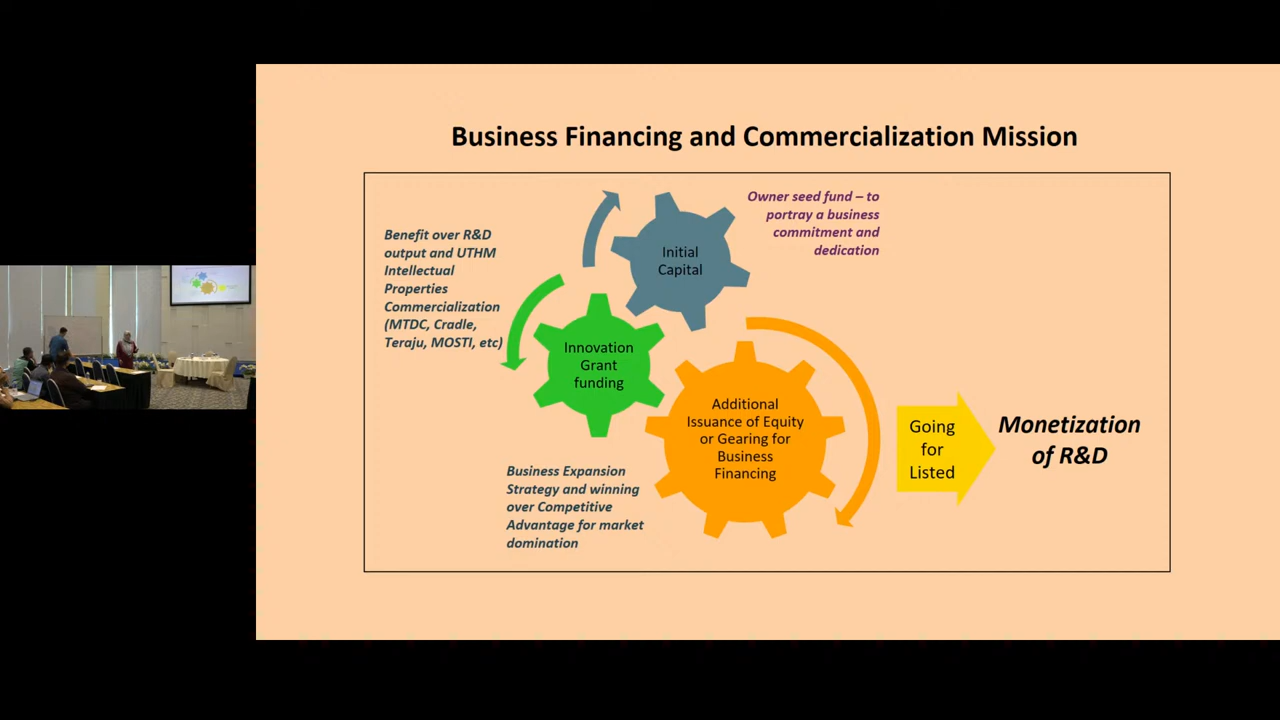 Business Financing and Commercialization Mission
Owner seed fund – to
portray a business
commitment and
dedication
Initial
Capital
Benefit over R&D
output and UTHM
Intellectual
Properties
Commercialization
(MTDC, Cradle,
Teraju, MOSTI, etc)
Innovation
Grant
funding
Additional
Issuance of Equity
or Gearing for
Business
Financing
Business Expansion
Strategy and winning
over Competitive
Advantage for market
domination
Going
for
Listed
Monetization
of R&D